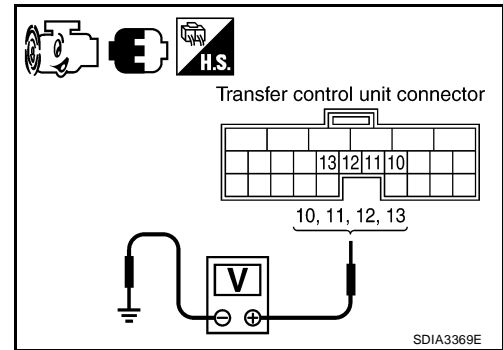 H.S.
Transfer control unit connector
13 12 11 10
10, 11, 12, 13
V
SDIA3369E